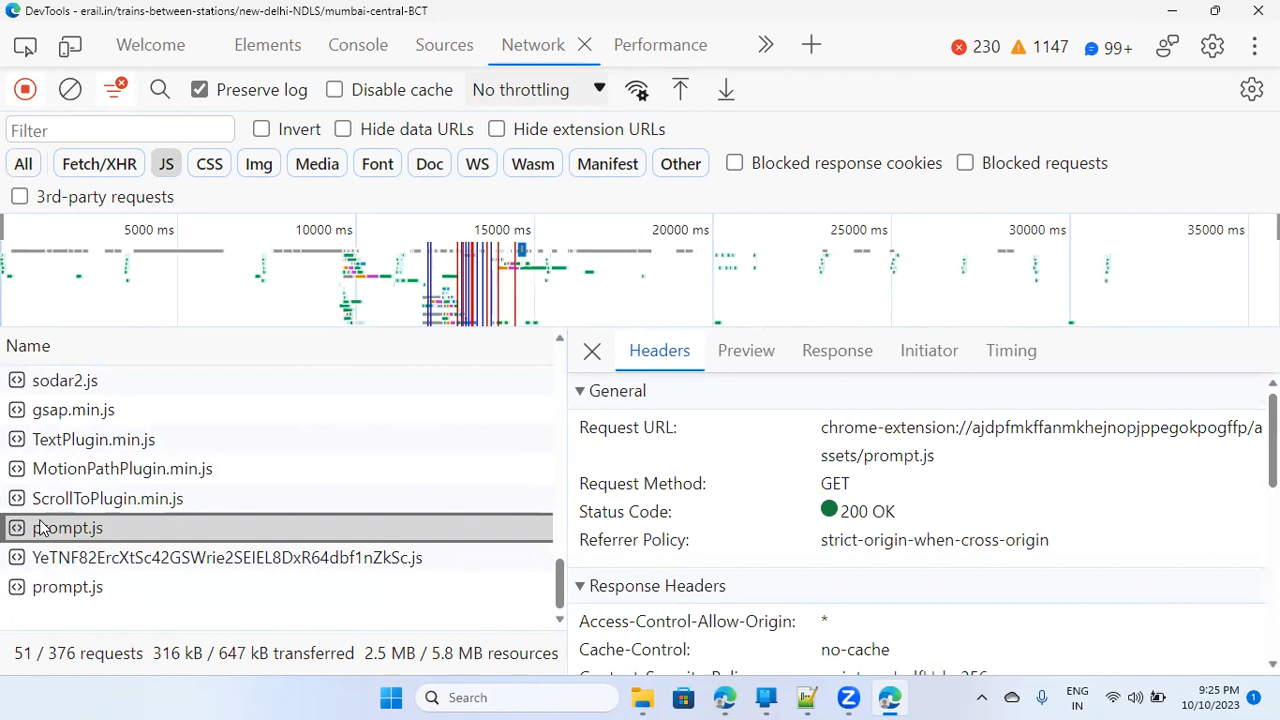 DevTools - erail.in/trains-between-stations/new-delhi-NDLS/mumbai-central-BCT
Welcome Elements Console Sources Network Performance 230 1147 99+
Preserve log Disable cache No throttling
Filter Invert Hide data URLs Hide extension URLs
All Fetch/XHR JS CSS Img Media Font Doc WS Wasm Manifest Other Blocked response cookies Blocked requests
3rd-party requests
5000 ms 10000 ms 15000 ms 20000 ms 25000 ms 30000 ms 35000 ms
Name
sodar2.js
gsap.min.js
TextPlugin.min.js
MotionPathPlugin.min.js
ScrollToPlugin.min.js
prompt.js
YeTNF82ErcXtSc42GSWrie2SEIEL8DxR64dbf1nZkSc.js
prompt.js
51 / 376 requests 316 kB / 647 kB transferred 2.5 MB / 5.8 MB resources
Headers Preview Response Initiator Timing
General
Request URL: chrome-extension://ajdpfmkffanmkhejnopjppegokpogffp/a
ssets/prompt.js
Request Method: GET
Status Code: 200 OK
Referrer Policy: strict-origin-when-cross-origin
Response Headers
Access-Control-Allow-Origin: *
Cache-Control: no-cache
Search
ENG
IN
9:25 PM
10/10/2023
1